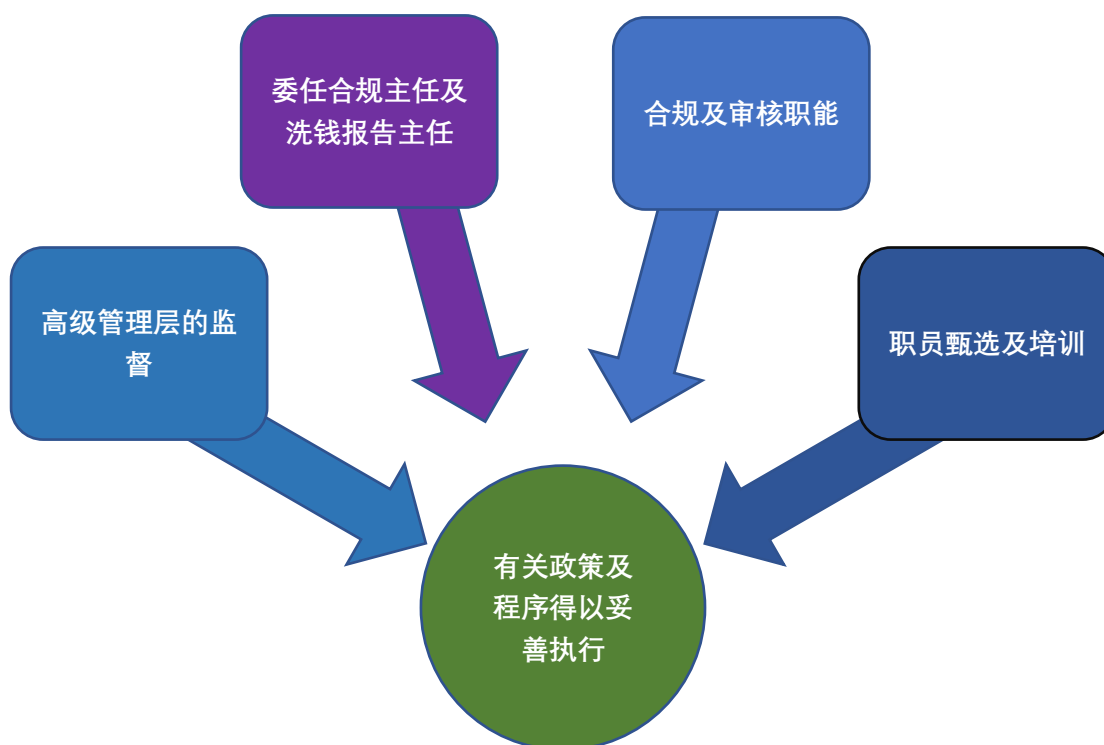 委任合规主任及
洗钱报告主任
合规及审核职能
高级管理层的监
督
职员甄选及培训
有关政策及
程序得以妥
善执行